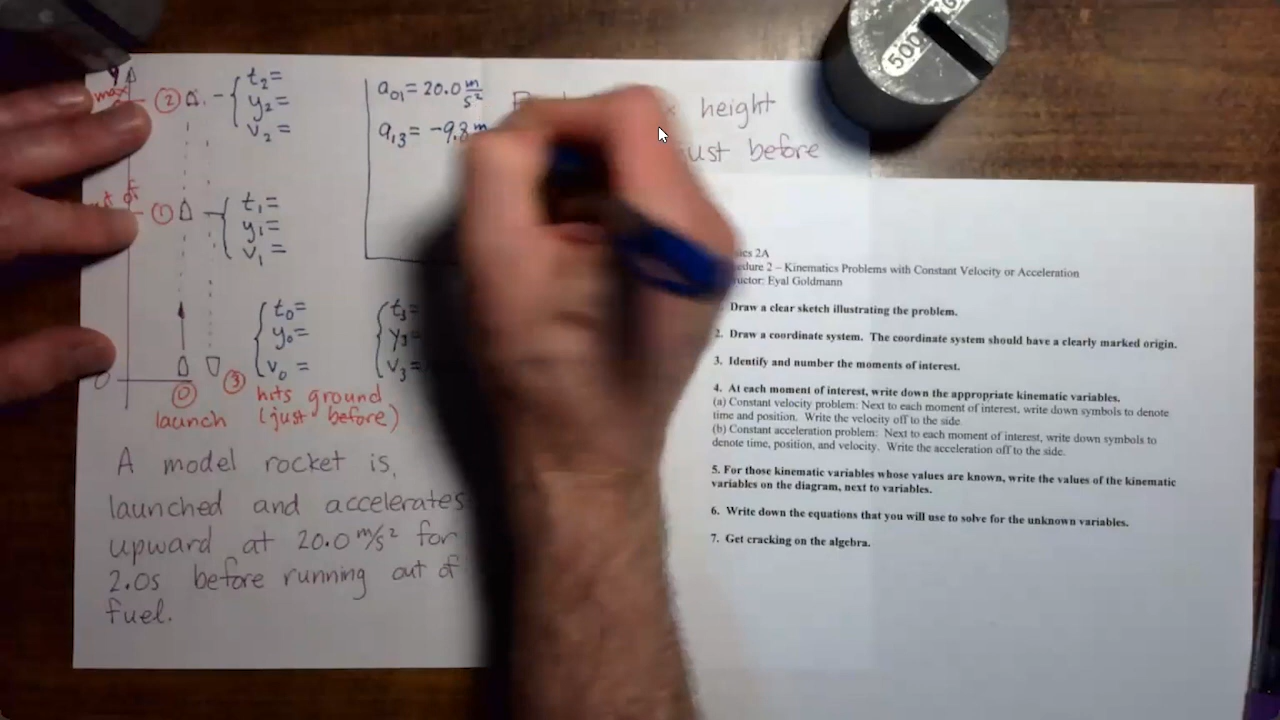 y
max
②
t₂=
y₂=
v₂=
a₀₁ = 20.0 m/s²
a₁₃ = -9.8 m
height
just before
500
①
t₁=
y₁=
v₁=
t₀=
y₀=
v₀=
t₃=
y₃=
v₃=
0
⓪
launch
③ hits ground
(just before)
A model rocket is
launched and accelerates
upward at 20.0 m/s² for
2.0s before running out of
fuel.
2A
2 – Kinematics Problems with Constant Velocity or Acceleration
Eyal Goldmann
Draw a clear sketch illustrating the problem.
2. Draw a coordinate system. The coordinate system should have a clearly marked origin.
3. Identify and number the moments of interest.
4. At each moment of interest, write down the appropriate kinematic variables.
(a) Constant velocity problem: Next to each moment of interest, write down symbols to denote
time and position. Write the velocity off to the side.
(b) Constant acceleration problem: Next to each moment of interest, write down symbols to
denote time, position, and velocity. Write the acceleration off to the side.
5. For those kinematic variables whose values are known, write the values of the kinematic
variables on the diagram, next to variables.
6. Write down the equations that you will use to solve for the unknown variables.
7. Get cracking on the algebra.